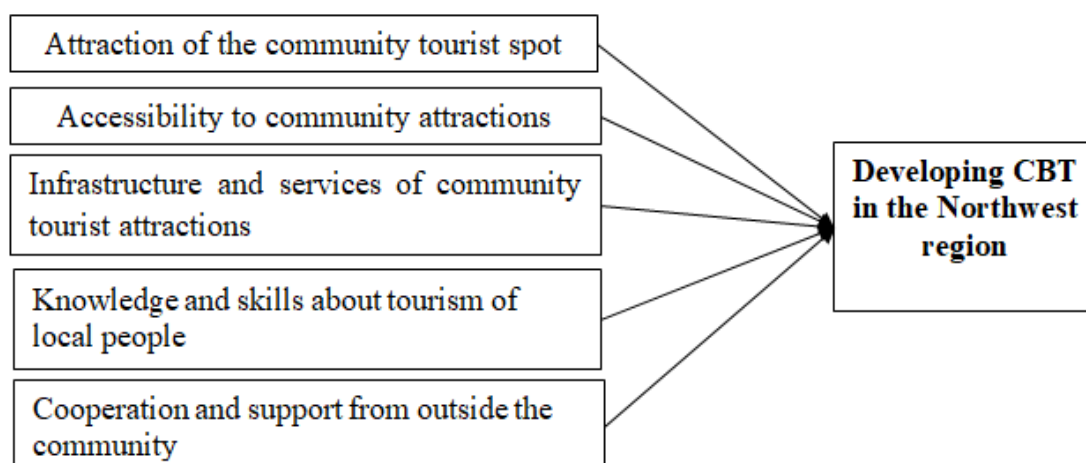 Attraction of the community tourist spot
Accessibility to community attractions
Infrastructure and services of community
tourist attractions
Knowledge and skills about tourism of
local people
Cooperation and support from outside the
community
Developing CBT
in the Northwest
region